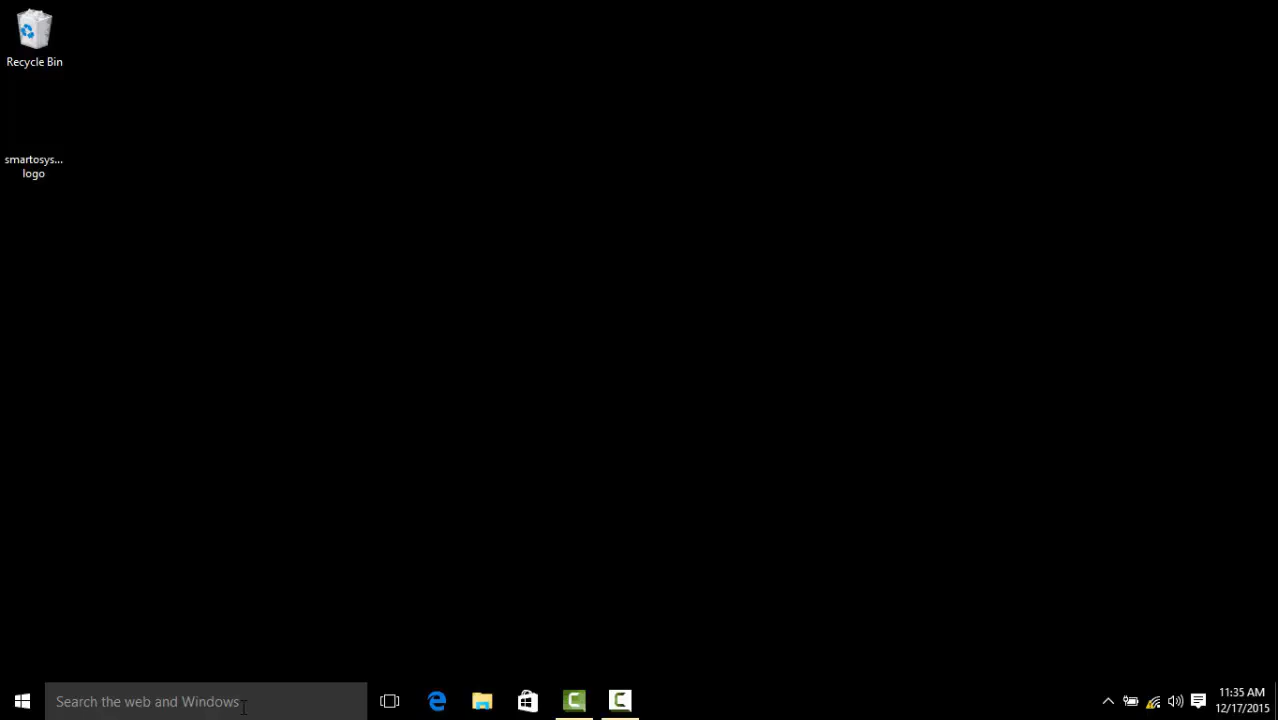 Recycle Bin
smartosys...
logo
Search the web and Windows
11:35 AM
12/17/2015